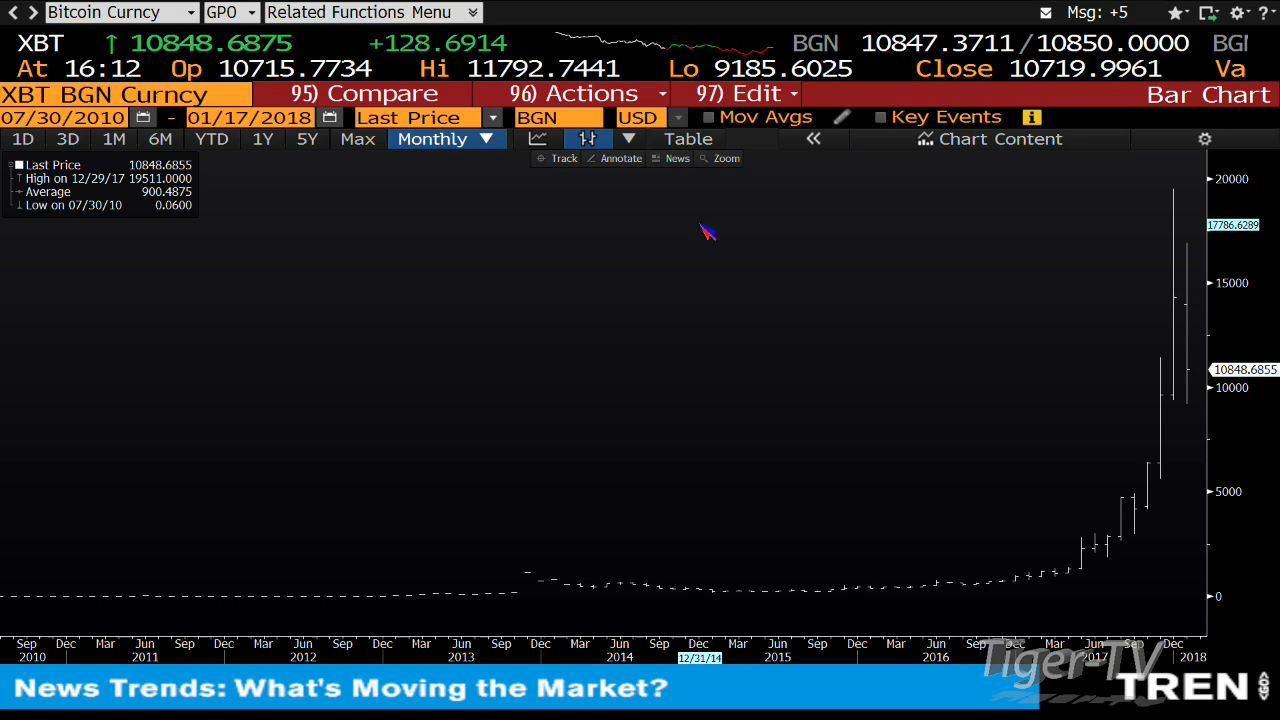 Bitcoin Curncy GPO Related Functions Menu Msg: +5 ?
XBT ↑ 10848.6875 +128.6914 BGN 10847.3711/10850.0000 BGN
At 16:12 Op 10715.7734 Hi 11792.7441 Lo 9185.6025 Close 10719.9961 Va
XBT BGN Curncy 95) Compare 96) Actions 97) Edit Bar Chart
07/30/2010 - 01/17/2018 Last Price BGN USD Mov Avgs Key Events i
1D 3D 1M 6M YTD 1Y 5Y Max Monthly ▼ Table « Chart Content
Track Annotate News Zoom
Last Price 10848.6855
High on 12/29/17 19511.0000
Average 900.4875
Low on 07/30/10 0.0600
20000
17786.6289
15000
10848.6855
10000
5000
0
Sep Dec Mar Jun Sep Dec Mar Jun Sep Dec Mar Jun Sep Dec Mar Jun Sep Dec Mar Jun Sep Dec Mar Jun Sep Dec Mar Jun Sep Dec
2010 2011 2012 2013 2014 12/31/14 2015 2016 2017 2018
Tiger-TV
News Trends: What's Moving the Market?
TREN